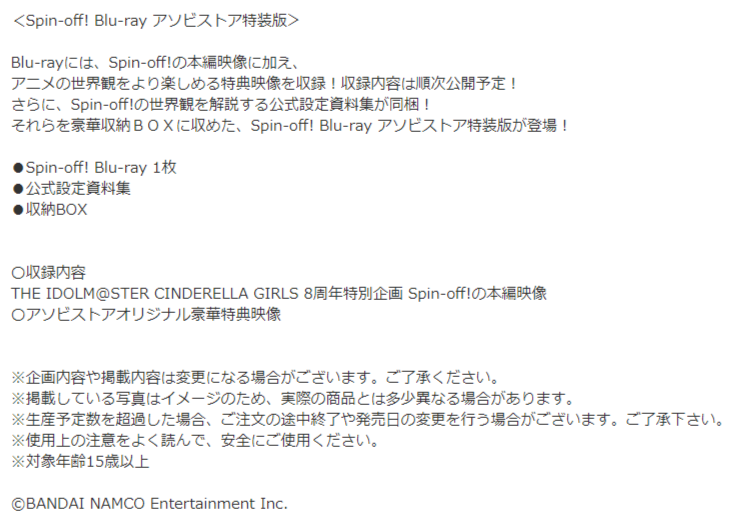 ＜Spin-off! Blu-ray アソビストア特装版＞
Blu-rayには、Spin-off!の本編映像に加え、
アニメの世界観をより楽しめる特典映像を収録！収録内容は順次公開予定！
さらに、Spin-off!の世界観を解説する公式設定資料集が同梱！
それらを豪華収納ＢＯＸに収めた、Spin-off! Blu-ray アソビストア特装版が登場！
●Spin-off! Blu-ray 1枚
●公式設定資料集
●収納BOX
〇収録内容
THE IDOLM@STER CINDERELLA GIRLS 8周年特別企画 Spin-off!の本編映像
〇アソビストアオリジナル豪華特典映像
※企画内容や掲載内容は変更になる場合がございます。ご了承ください。
※掲載している写真はイメージのため、実際の商品とは多少異なる場合があります。
※生産予定数を超過した場合、ご注文の途中終了や発売日の変更を行う場合がございます。ご了承下さい。
※使用上の注意をよく読んで、安全にご使用ください。
※対象年齢15歳以上
©BANDAI NAMCO Entertainment Inc.